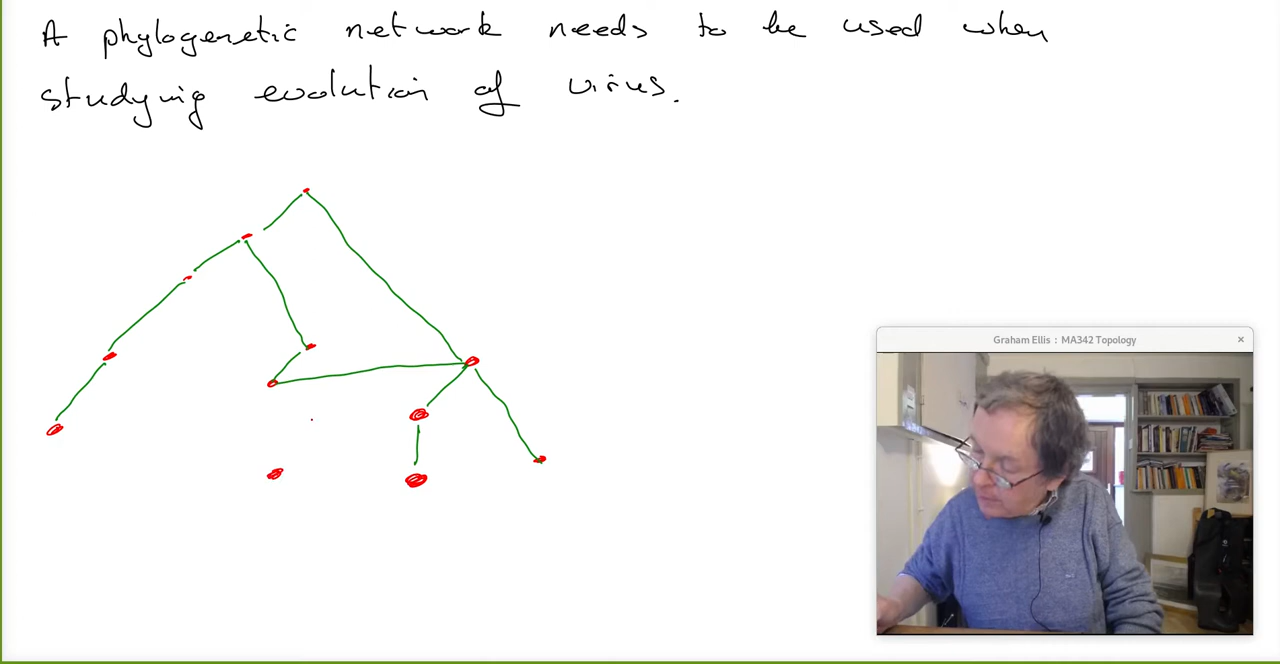 A phylogenetic network needs to be used when
studying evolution of virus.
Graham Ellis : MA342 Topology